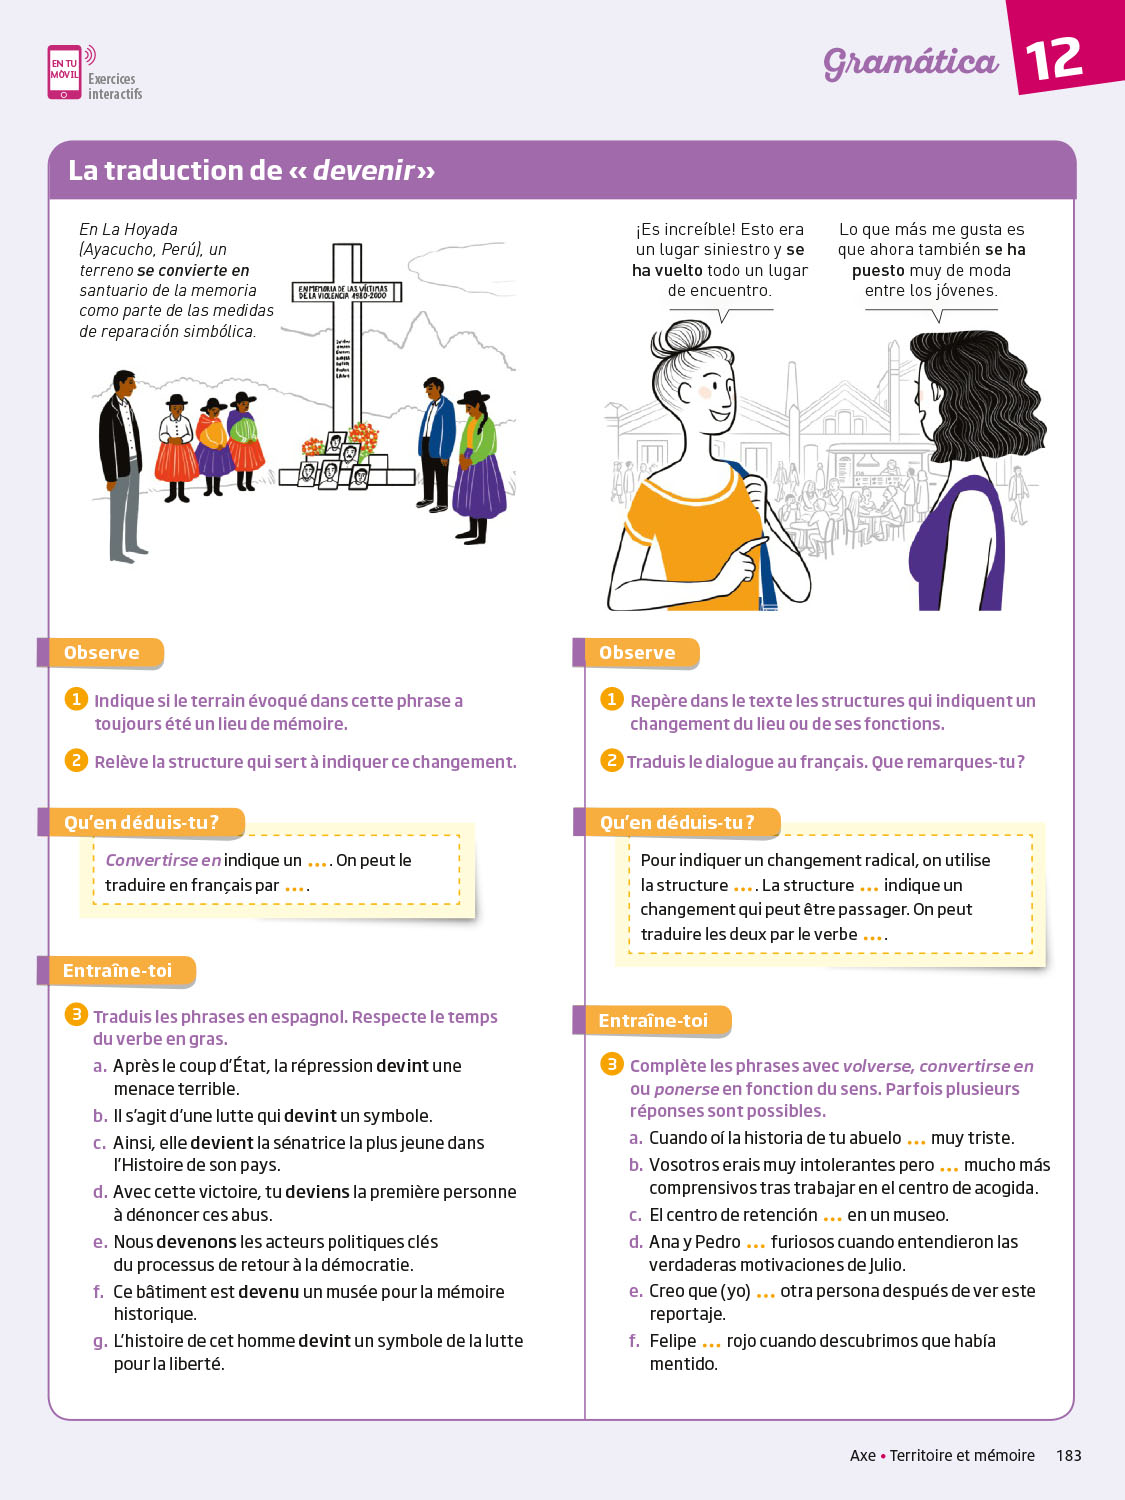 EN TU
MÓVIL
Exercices
interactifs
Gramática
12
La traduction de « devenir »
En La Hoyada
(Ayacucho, Perú), un
terreno se convierte en
santuario de la memoria
como parte de las medidas
de reparación simbólica.
EN MEMORIA DE LAS VÍCTIMAS
DE LA VIOLENCIA 1980-2000
¡Es increíble! Esto era
un lugar siniestro y se
ha vuelto todo un lugar
de encuentro.
Lo que más me gusta es
que ahora también se ha
puesto muy de moda
entre los jóvenes.
Observe
1 Indique si le terrain évoqué dans cette phrase a
toujours été un lieu de mémoire.
2 Relève la structure qui sert à indiquer ce changement.
Qu'en déduis-tu ?
Convertirse en indique un .... On peut le
traduire en français par ....
Entraîne-toi
3 Traduis les phrases en espagnol. Respecte le temps
du verbe en gras.
a. Après le coup d'État, la répression devint une
menace terrible.
b. Il s'agit d'une lutte qui devint un symbole.
c. Ainsi, elle devient la sénatrice la plus jeune dans
l'Histoire de son pays.
d. Avec cette victoire, tu deviens la première personne
à dénoncer ces abus.
e. Nous devenons les acteurs politiques clés
du processus de retour à la démocratie.
f. Ce bâtiment est devenu un musée pour la mémoire
historique.
g. L'histoire de cet homme devint un symbole de la lutte
pour la liberté.
Observe
1 Repère dans le texte les structures qui indiquent un
changement du lieu ou de ses fonctions.
2 Traduis le dialogue au français. Que remarques-tu ?
Qu'en déduis-tu ?
Pour indiquer un changement radical, on utilise
la structure .... La structure ... indique un
changement qui peut être passager. On peut
traduire les deux par le verbe ....
Entraîne-toi
3 Complète les phrases avec volverse, convertirse en
ou ponerse en fonction du sens. Parfois plusieurs
réponses sont possibles.
a. Cuando oí la historia de tu abuelo ... muy triste.
b. Vosotros erais muy intolerantes pero ... mucho más
comprensivos tras trabajar en el centro de acogida.
c. El centro de retención ... en un museo.
d. Ana y Pedro ... furiosos cuando entendieron las
verdaderas motivaciones de Julio.
e. Creo que (yo) ... otra persona después de ver este
reportaje.
f. Felipe ... rojo cuando descubrimos que había
mentido.
Axe • Territoire et mémoire 183